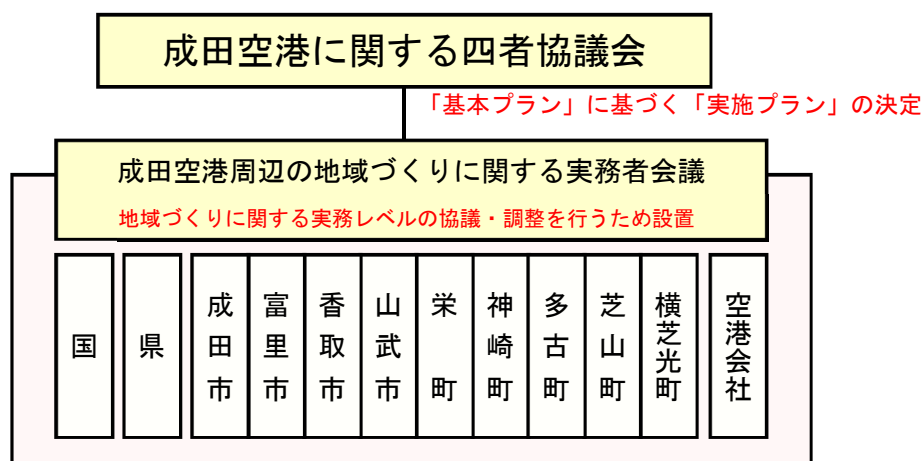 成田空港に関する四者協議会
「基本プラン」に基づく「実施プラン」の決定
成田空港周辺の地域づくりに関する実務者会議
地域づくりに関する実務レベルの協議・調整を行うため設置
国
県
成田市
富里市
香取市
山武市
栄町
神崎町
多古町
芝山町
横芝光町
空港会社